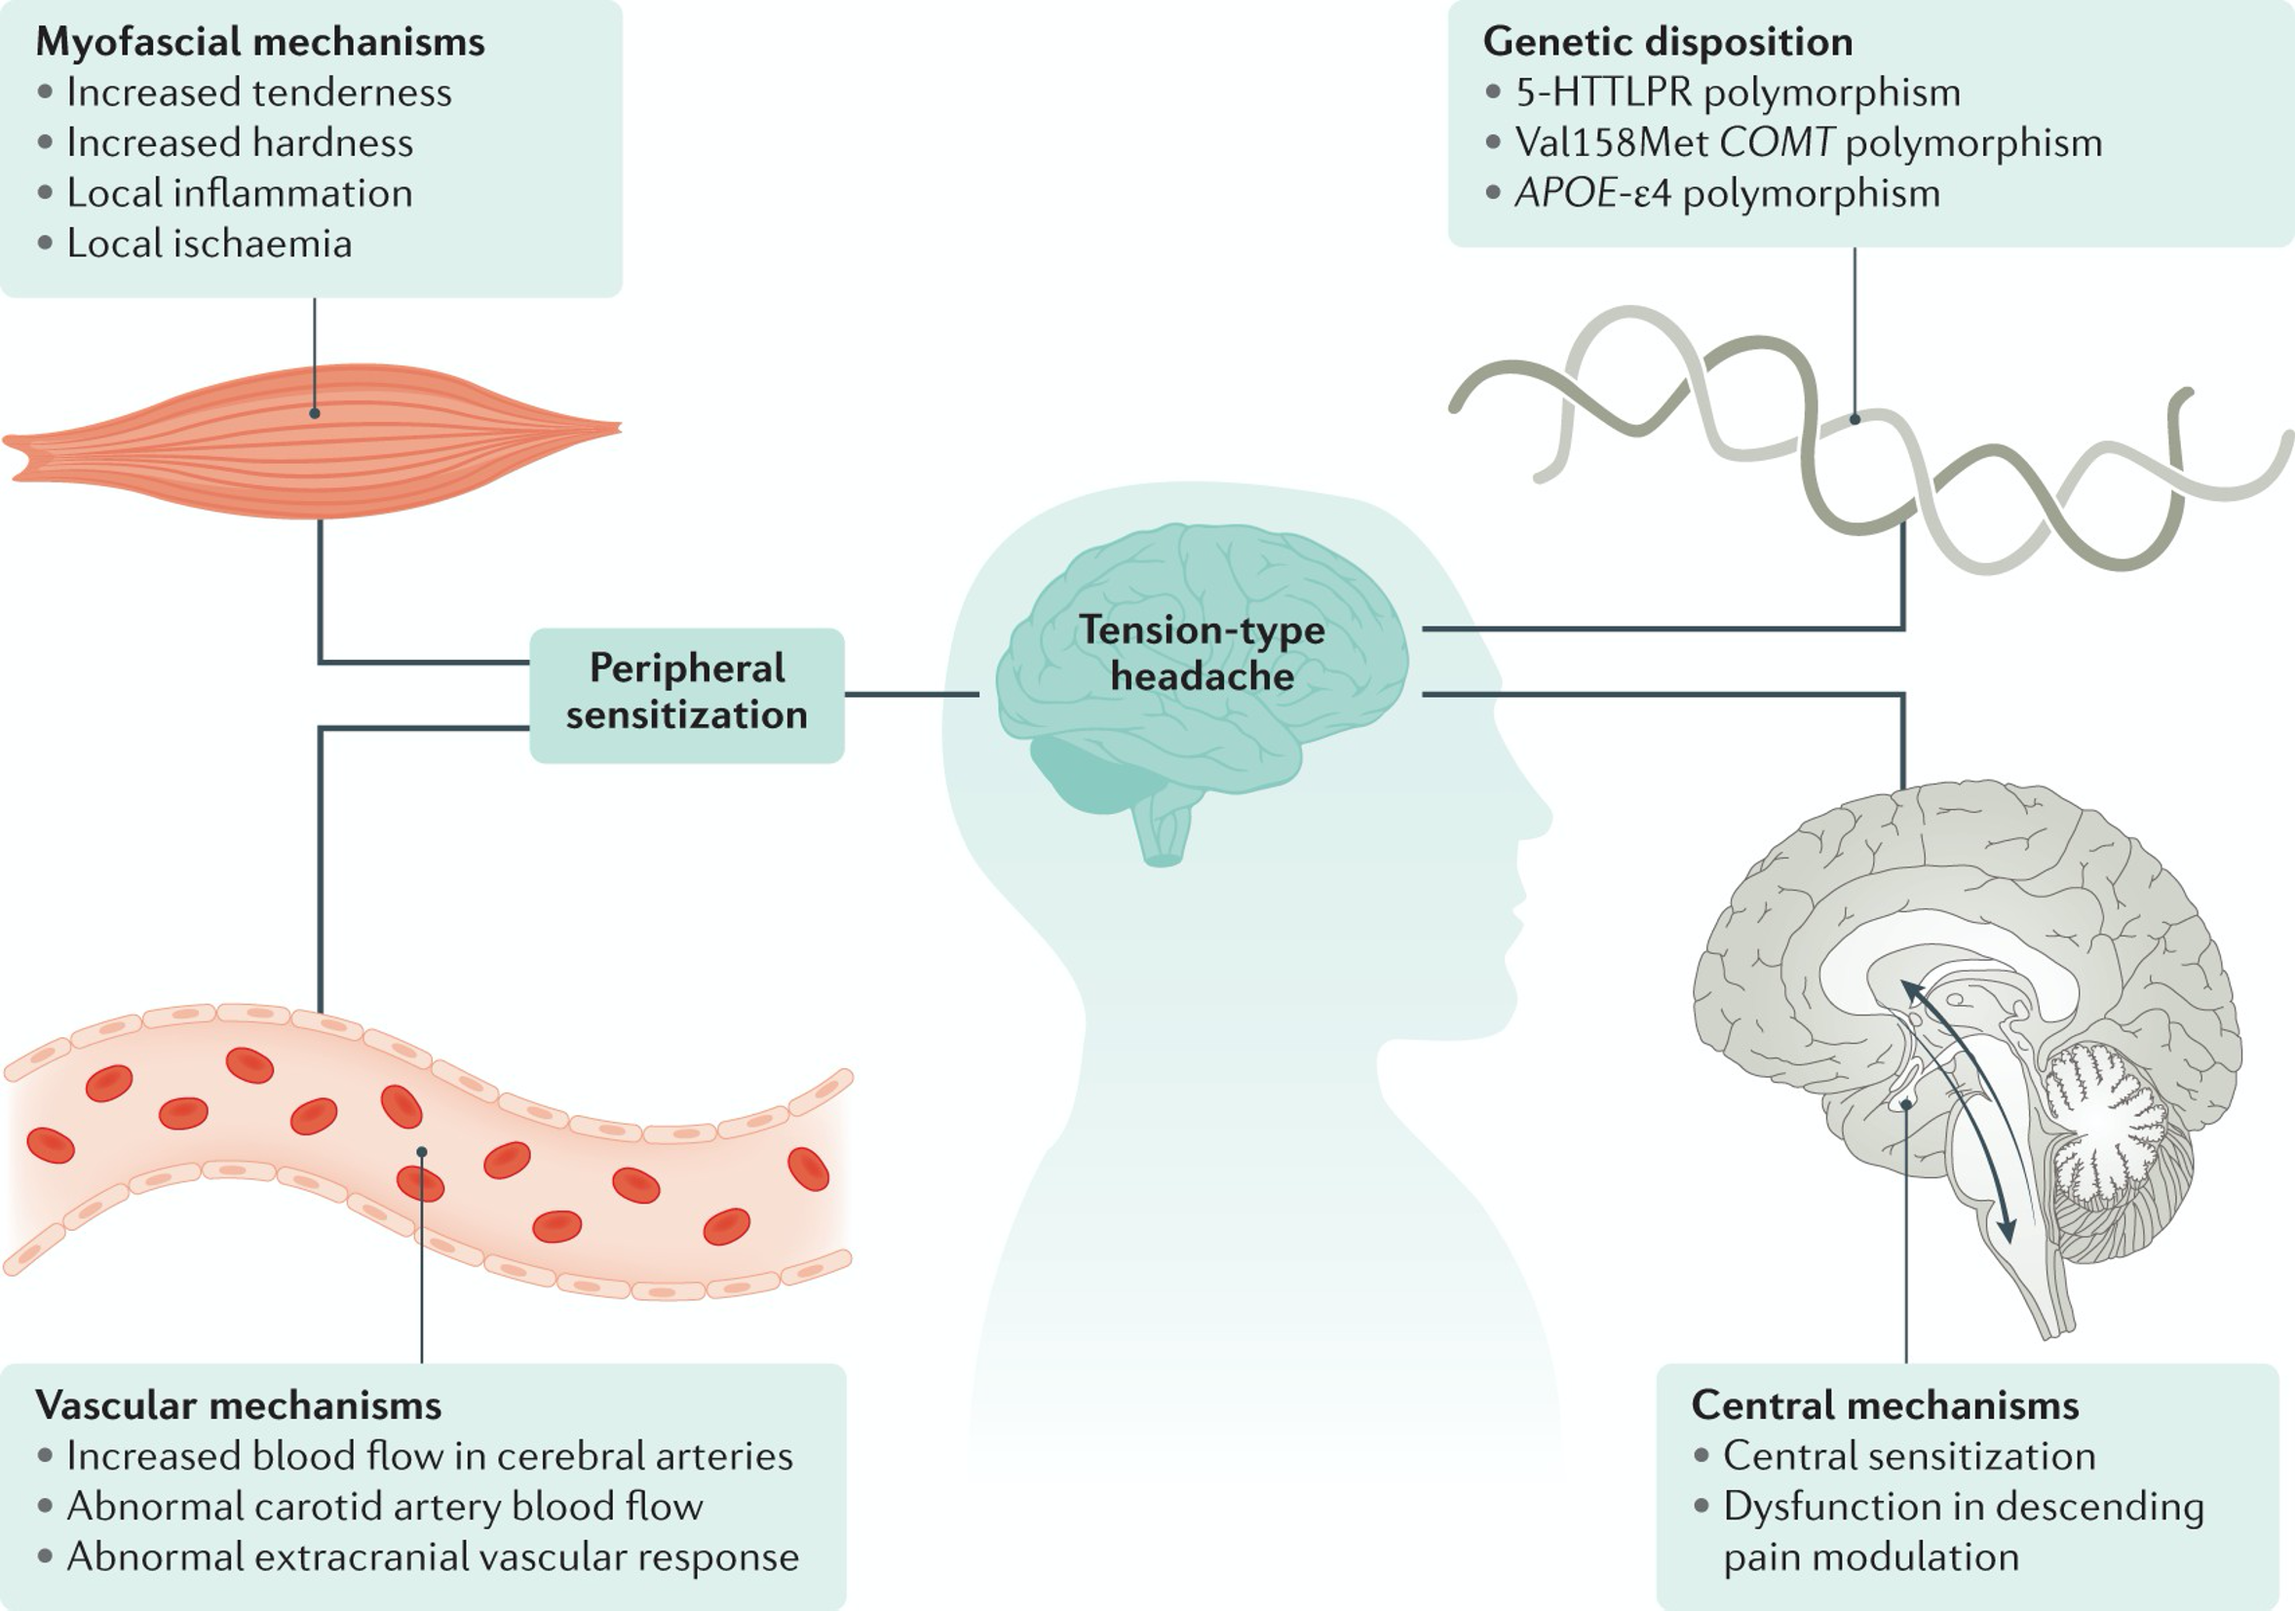 Myofascial mechanisms
• Increased tenderness
• Increased hardness
• Local inflammation
• Local ischaemia
Genetic disposition
• 5-HTTLPR polymorphism
• Val158Met COMT polymorphism
• APOE-ε4 polymorphism
Tension-type
headache
Peripheral
sensitization
Vascular mechanisms
• Increased blood flow in cerebral arteries
• Abnormal carotid artery blood flow
• Abnormal extracranial vascular response
Central mechanisms
• Central sensitization
• Dysfunction in descending
pain modulation